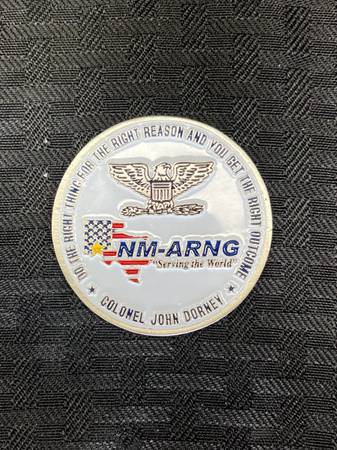 DO THE RIGHT THING FOR THE RIGHT REASON AND YOU GET THE RIGHT OUTCOME
NM-ARNG
"Serving the World"
COLONEL JOHN DORNEY